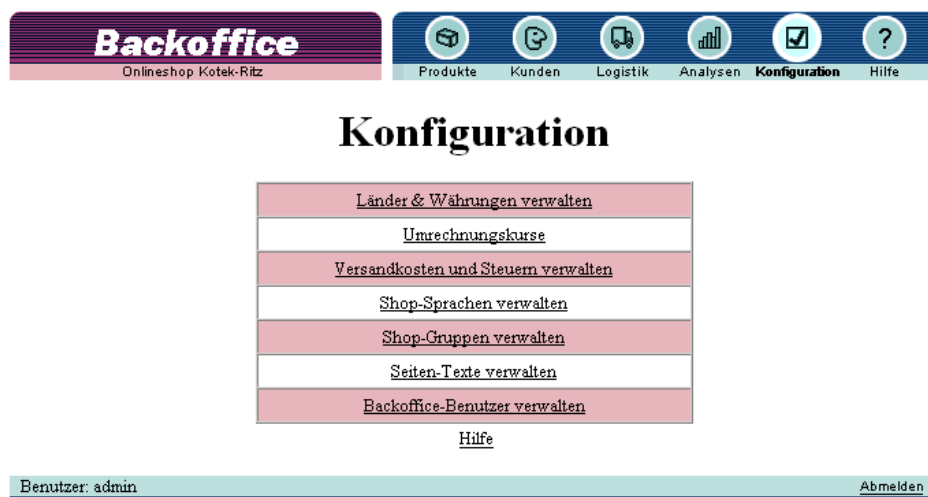 Backoffice
Onlineshop Kotek-Ritz
Produkte Kunden Logistik Analysen Konfiguration ? Hilfe
Konfiguration
Länder & Währungen verwalten
Umrechnungskurse
Versandkosten und Steuern verwalten
Shop-Sprachen verwalten
Shop-Gruppen verwalten
Seiten-Texte verwalten
Backoffice-Benutzer verwalten
Hilfe
Benutzer: admin Abmelden